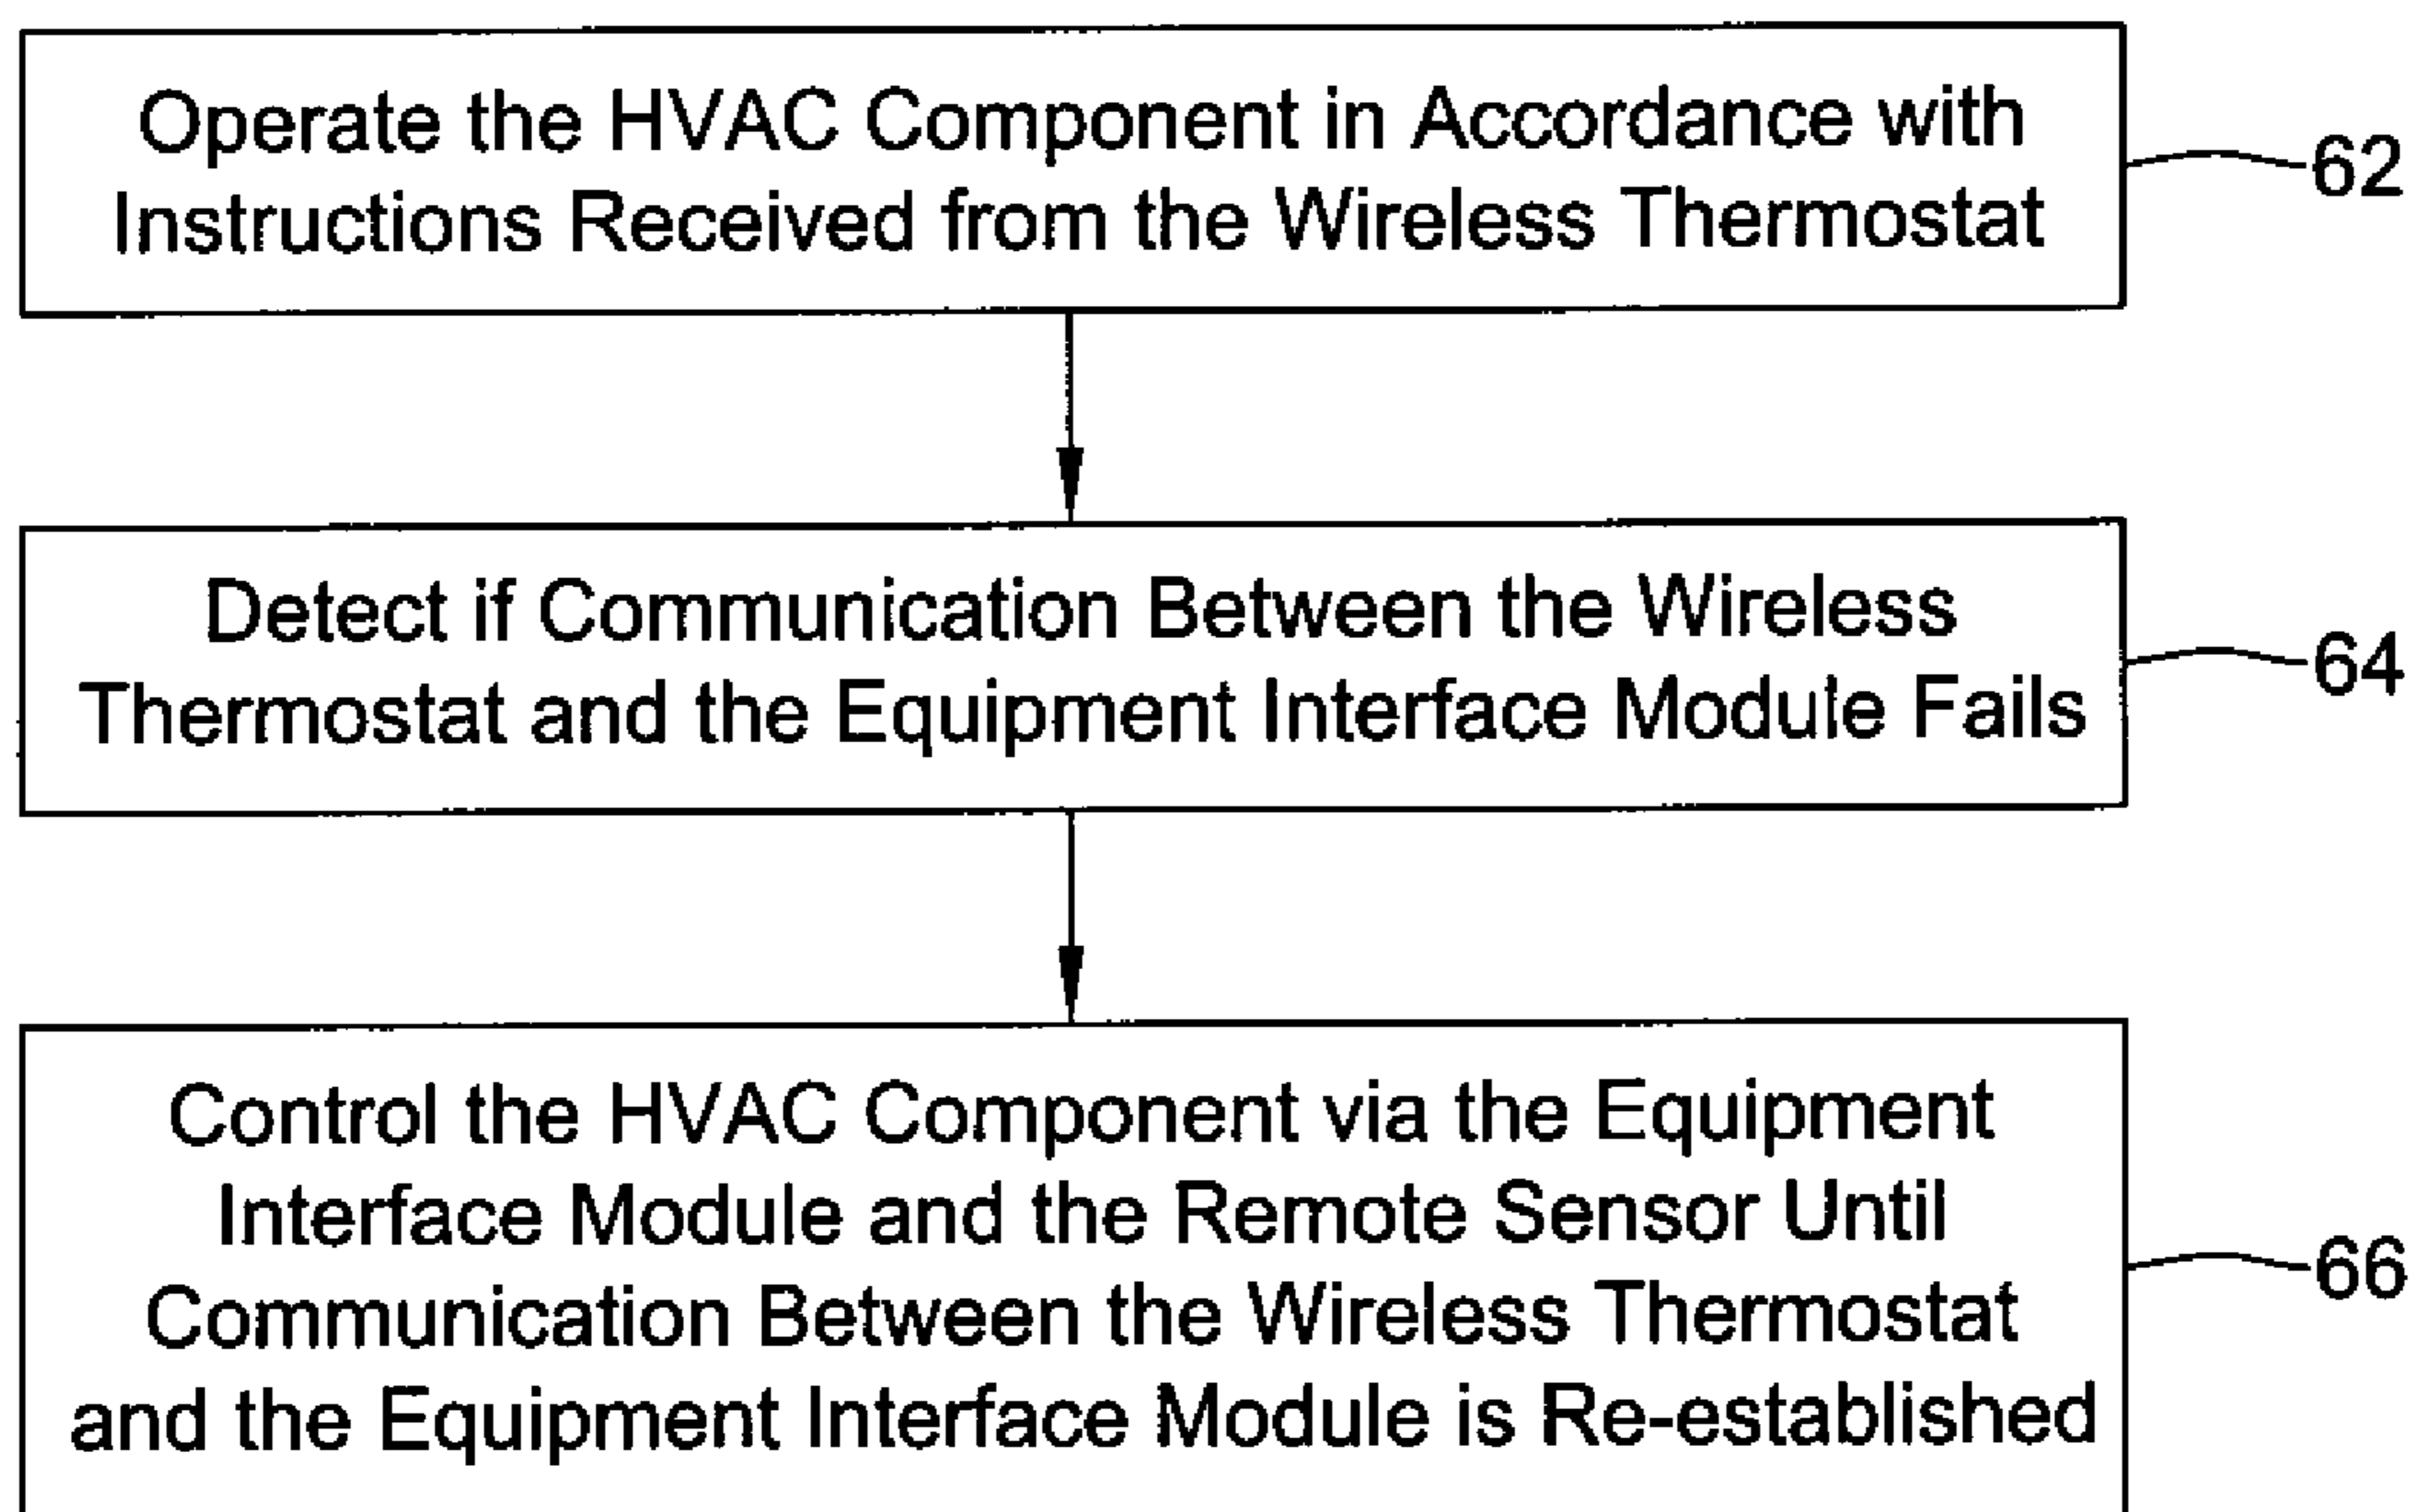 Operate the HVAC Component in Accordance with
Instructions Received from the Wireless Thermostat
62
Detect if Communication Between the Wireless
Thermostat and the Equipment Interface Module Fails
64
Control the HVAC Component via the Equipment
Interface Module and the Remote Sensor Until
Communication Between the Wireless Thermostat
and the Equipment Interface Module is Re-established
66